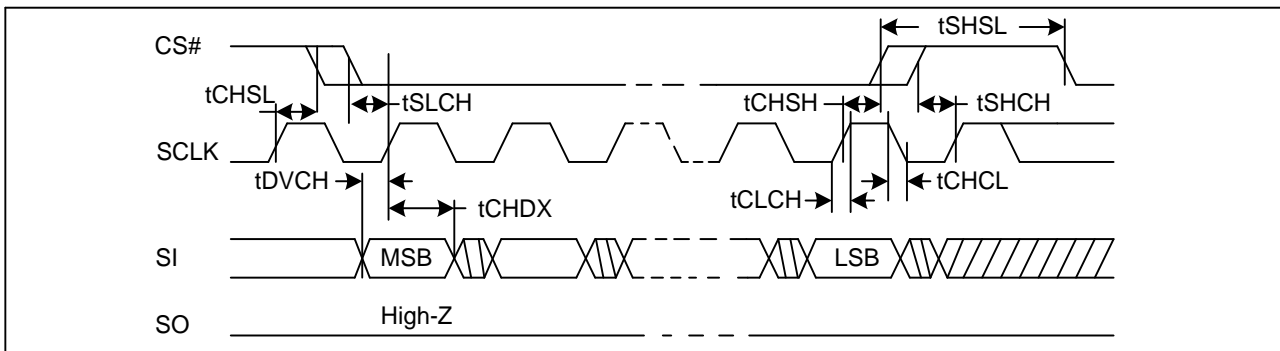 tSHSL
CS#
tCHSL
tSLCH
tCHSH
tSHCH
SCLK
tDVCH
tCHDX
tCLCH
tCHCL
SI
MSB
LSB
SO
High-Z